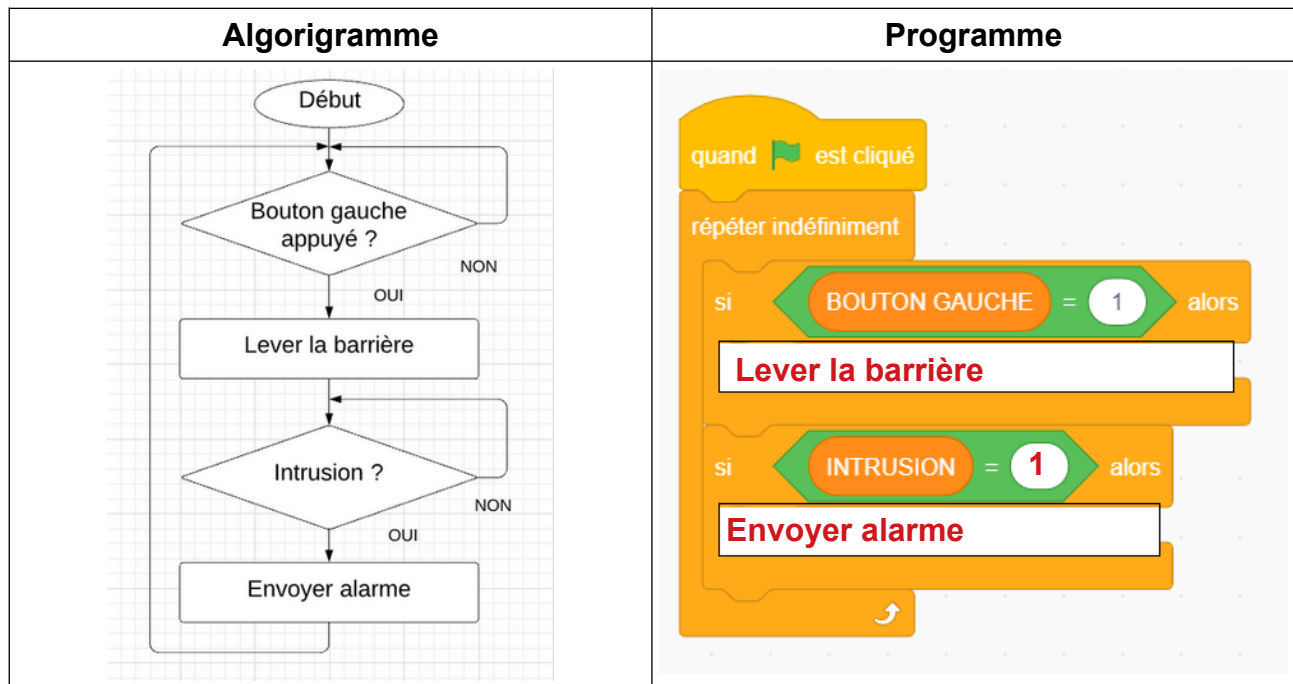 Algorigramme
Programme
Début
Bouton gauche
appuyé ?
NON
OUI
Lever la barrière
Intrusion ?
NON
OUI
Envoyer alarme
quand est cliqué
répéter indéfiniment
si BOUTON GAUCHE = 1 alors
Lever la barrière
si INTRUSION = 1 alors
Envoyer alarme